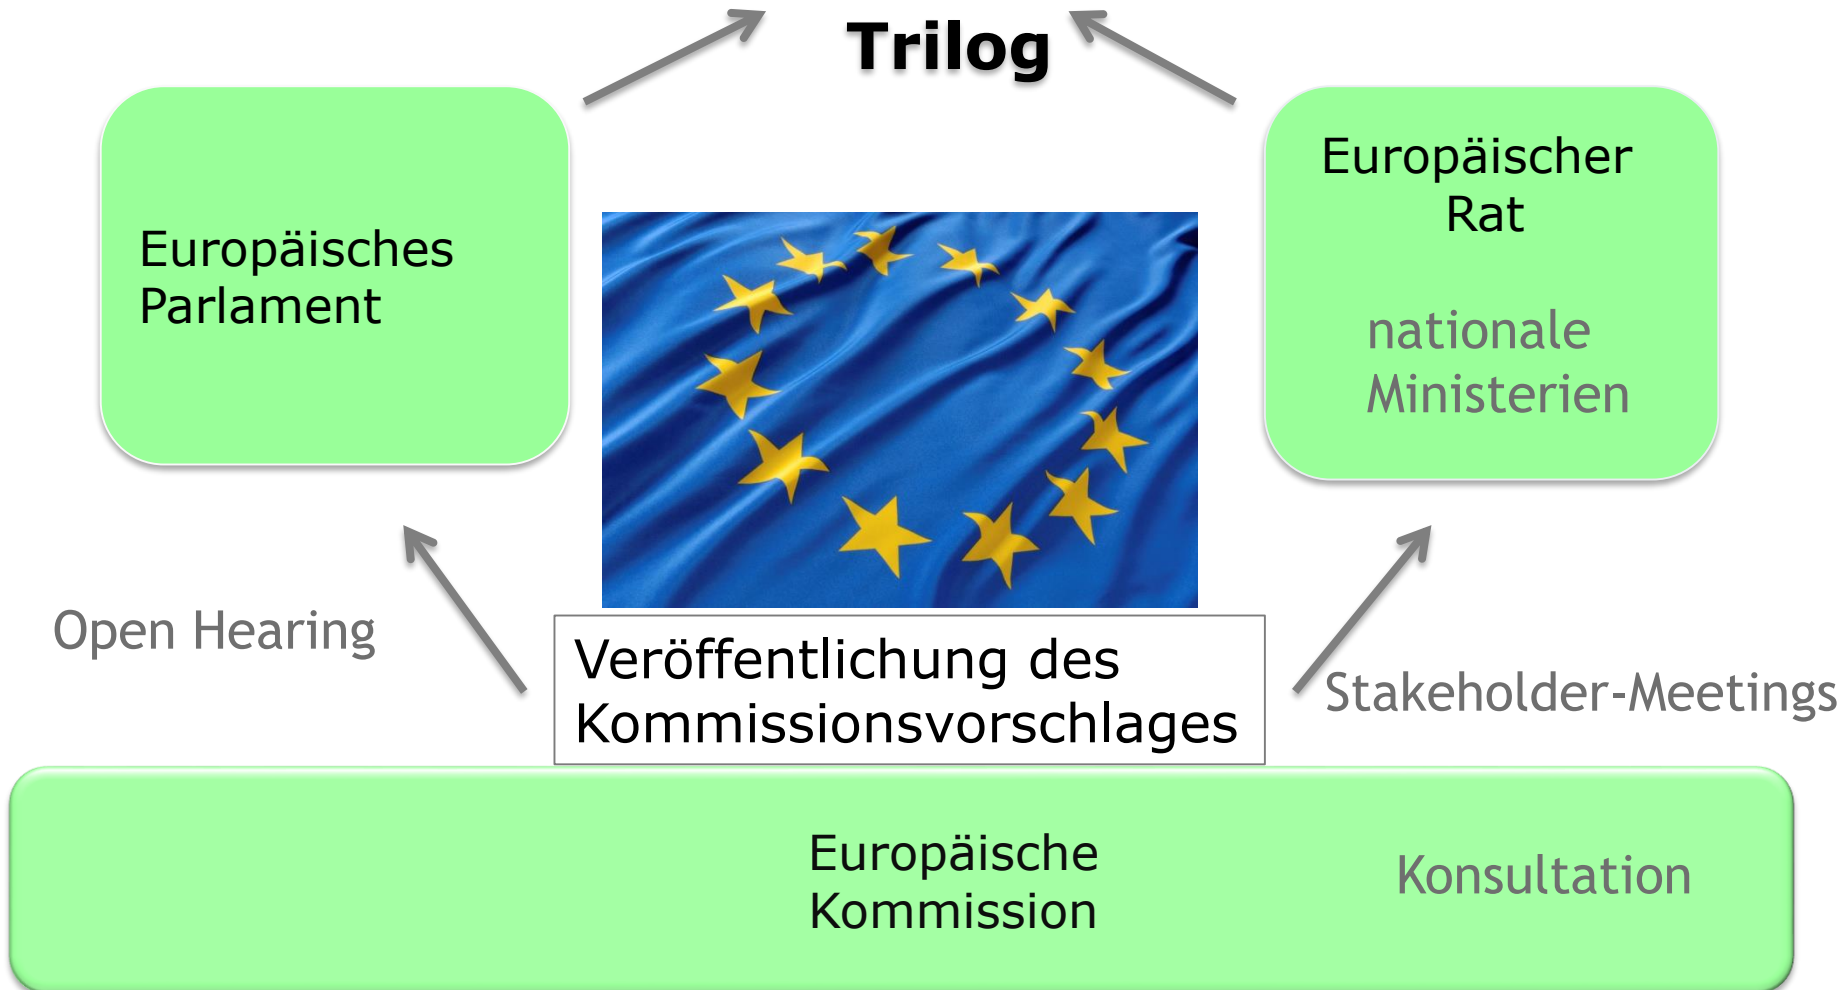 Trilog
Europäisches
Parlament
Europäischer
Rat
nationale
Ministerien
Open Hearing
Veröffentlichung des
Kommissionsvorschlages
Stakeholder-Meetings
Europäische
Kommission
Konsultation